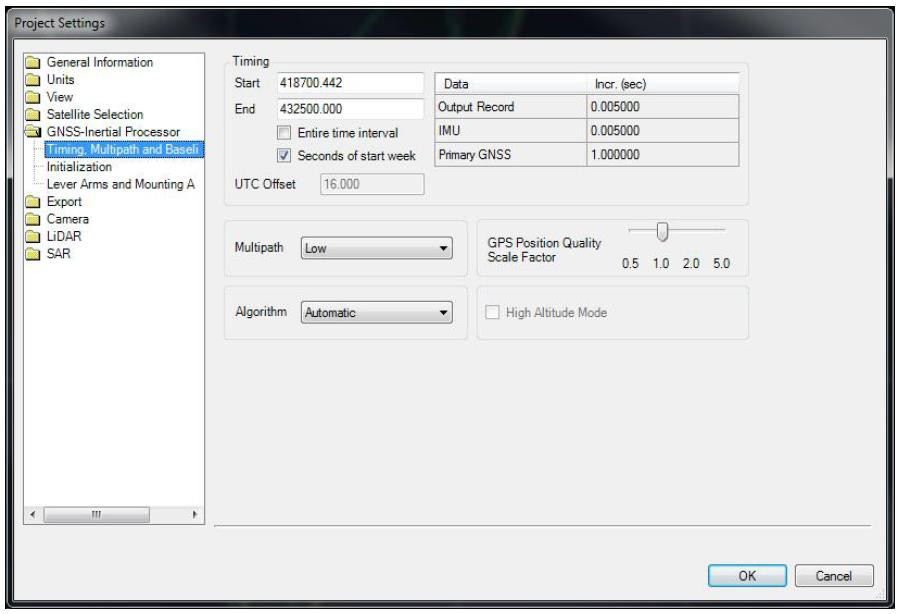 Project Settings
General Information
Units
View
Satellite Selection
GNSS-Inertial Processor
Timing, Multipath and Baseli
Initialization
Lever Arms and Mounting A
Export
Camera
LiDAR
SAR
Timing
Start 418700.442
End 432500.000
Entire time interval
Seconds of start week
UTC Offset 16.000
Data Incr. (sec)
Output Record 0.005000
IMU 0.005000
Primary GNSS 1.000000
Multipath Low
GPS Position Quality
Scale Factor
0.5 1.0 2.0 5.0
Algorithm Automatic
High Altitude Mode
OK Cancel